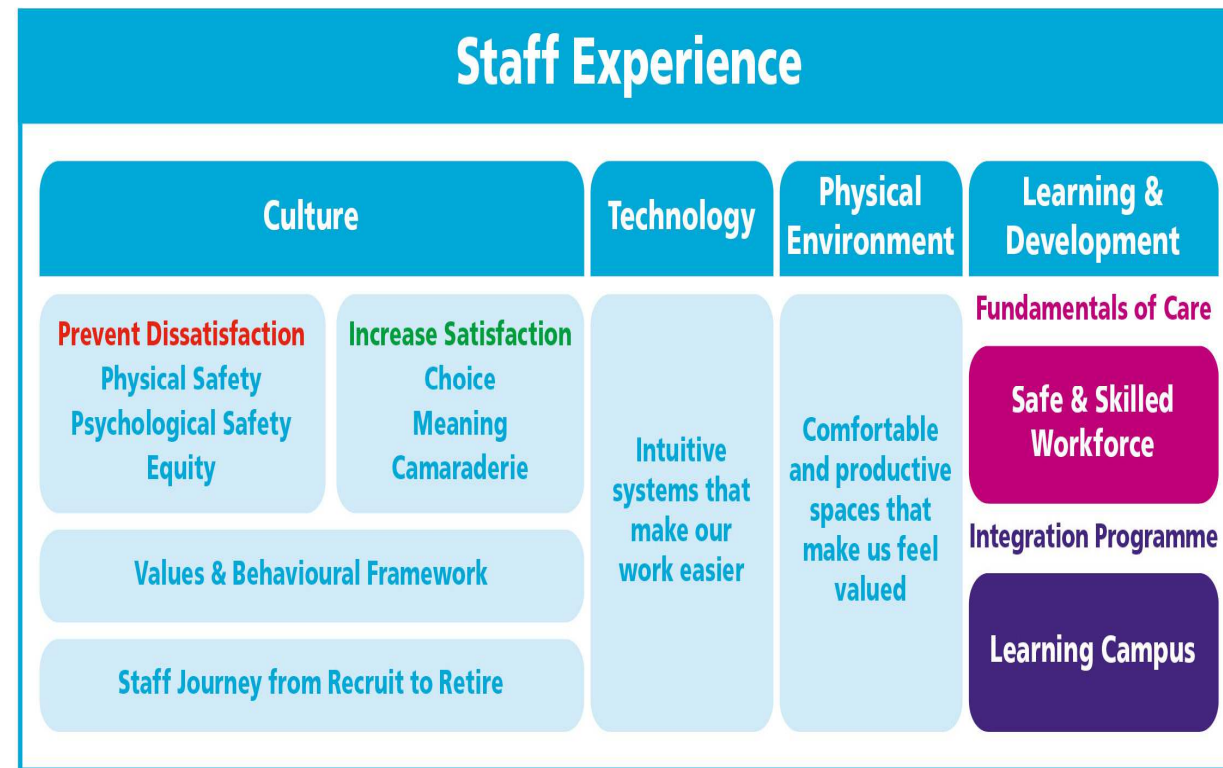 Staff Experience
Culture
Prevent Dissatisfaction
Physical Safety
Psychological Safety
Equity
Increase Satisfaction
Choice
Meaning
Camaraderie
Values & Behavioural Framework
Staff Journey from Recruit to Retire
Technology
Intuitive
systems that
make our
work easier
Physical
Environment
Comfortable
and productive
spaces that
make us feel
valued
Learning &
Development
Fundamentals of Care
Safe & Skilled
Workforce
Integration Programme
Learning Campus